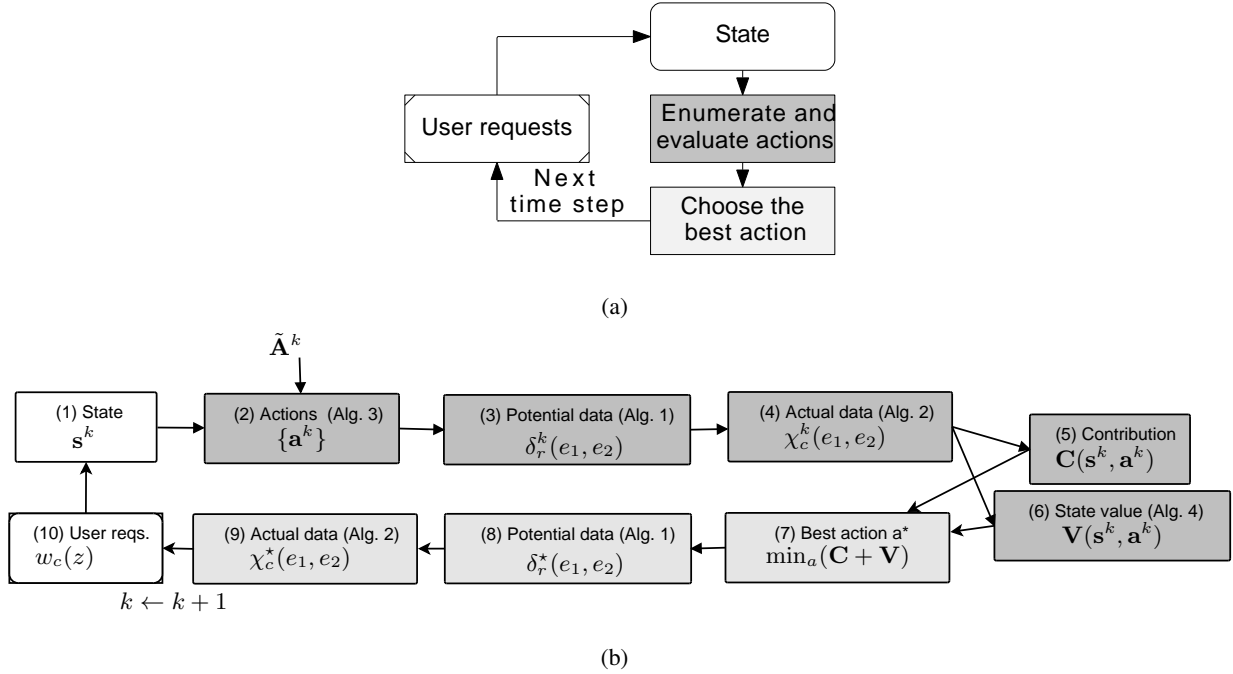 State
User requests
Enumerate and
evaluate actions
Next
time step
Choose the
best action
(a)
Ã^k
(1) State
s^k
(2) Actions (Alg. 3)
{a^k}
(3) Potential data (Alg. 1)
δ_r^k(e_1, e_2)
(4) Actual data (Alg. 2)
χ_c^k(e_1, e_2)
(5) Contribution
C(s^k, a^k)
(6) State value (Alg. 4)
V(s^k, a^k)
(7) Best action a*
min_a(C + V)
(8) Potential data (Alg. 1)
δ_r^⋆(e_1, e_2)
(9) Actual data (Alg. 2)
χ_c^⋆(e_1, e_2)
(10) User reqs.
w_c(z)
k ← k + 1
(b)